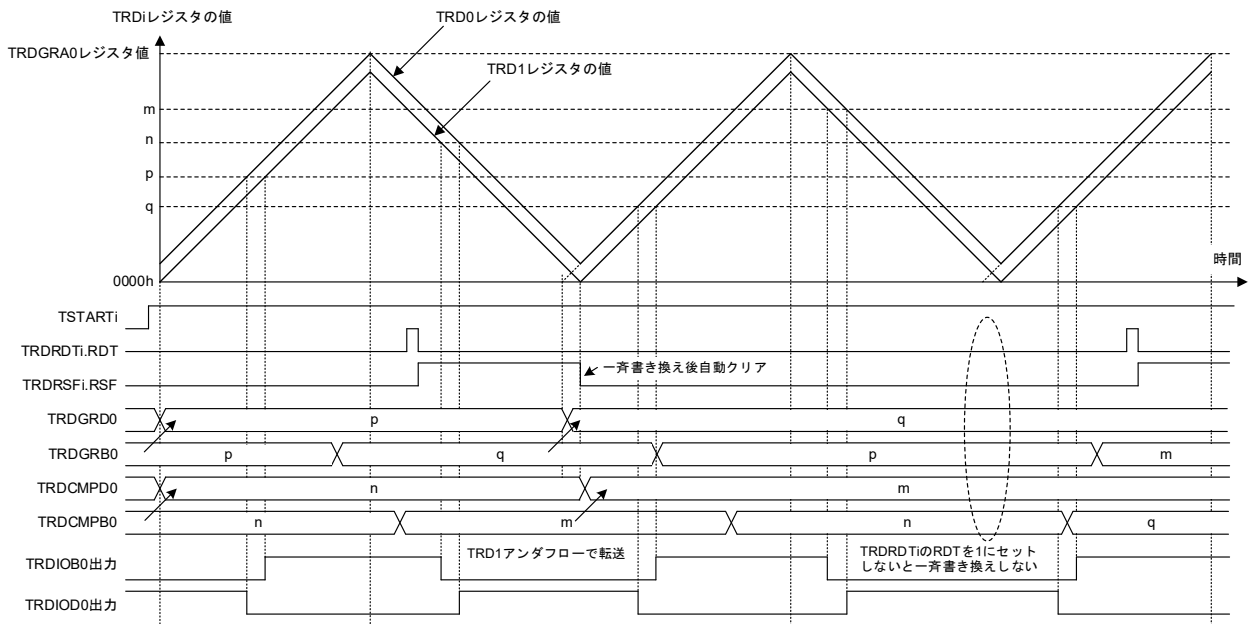 TRDiレジスタの値
TRD0レジスタの値
TRDGRA0レジスタ値
TRD1レジスタの値
m
n
p
q
0000h
時間
TSTARTi
TRDRDTi.RDT
TRDRSFi.RSF
一斉書き換え後自動クリア
TRDGRD0
p
q
TRDGRB0
p
q
p
m
TRDCMPD0
n
m
TRDCMPB0
n
m
n
q
TRDIOB0出力
TRD1アンダフローで転送
TRDRDTiのRDTを1にセット
しないと一斉書き換えしない
TRDIOD0出力